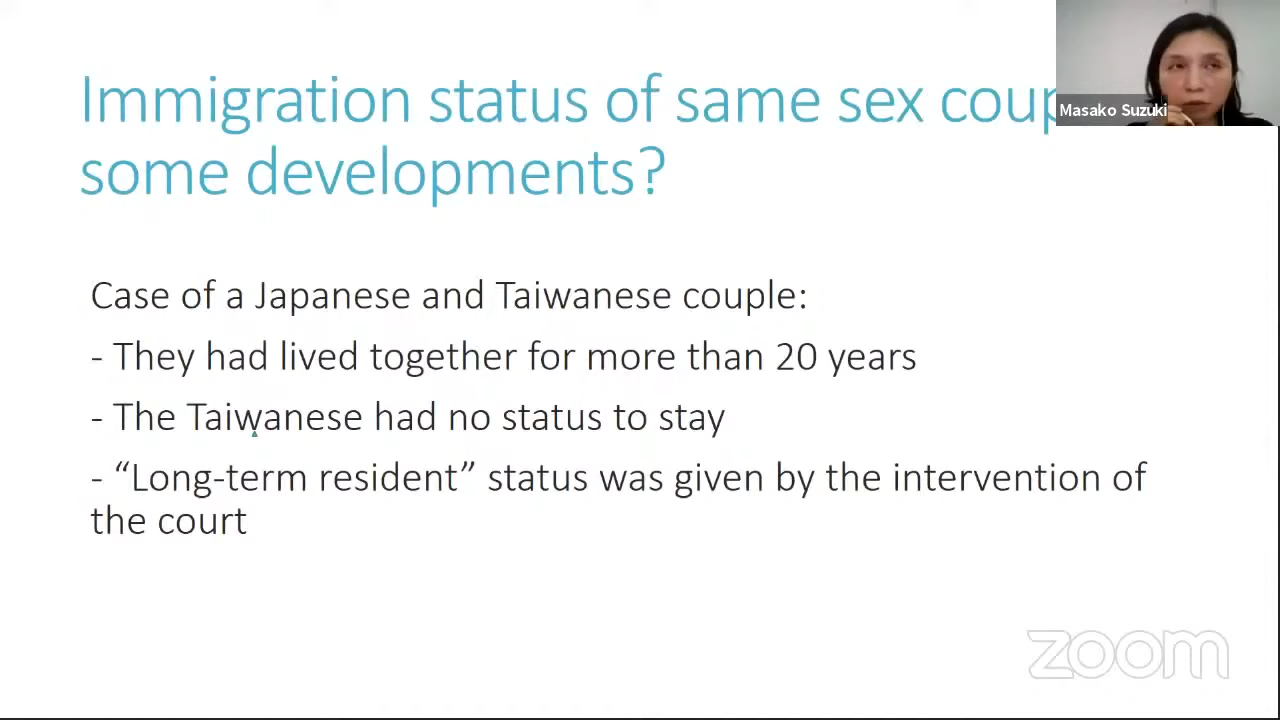 Immigration status of same sex coup
some developments?
Masako Suzuki
Case of a Japanese and Taiwanese couple:
- They had lived together for more than 20 years
- The Taiwanese had no status to stay
- “Long-term resident” status was given by the intervention of
the court
zoom